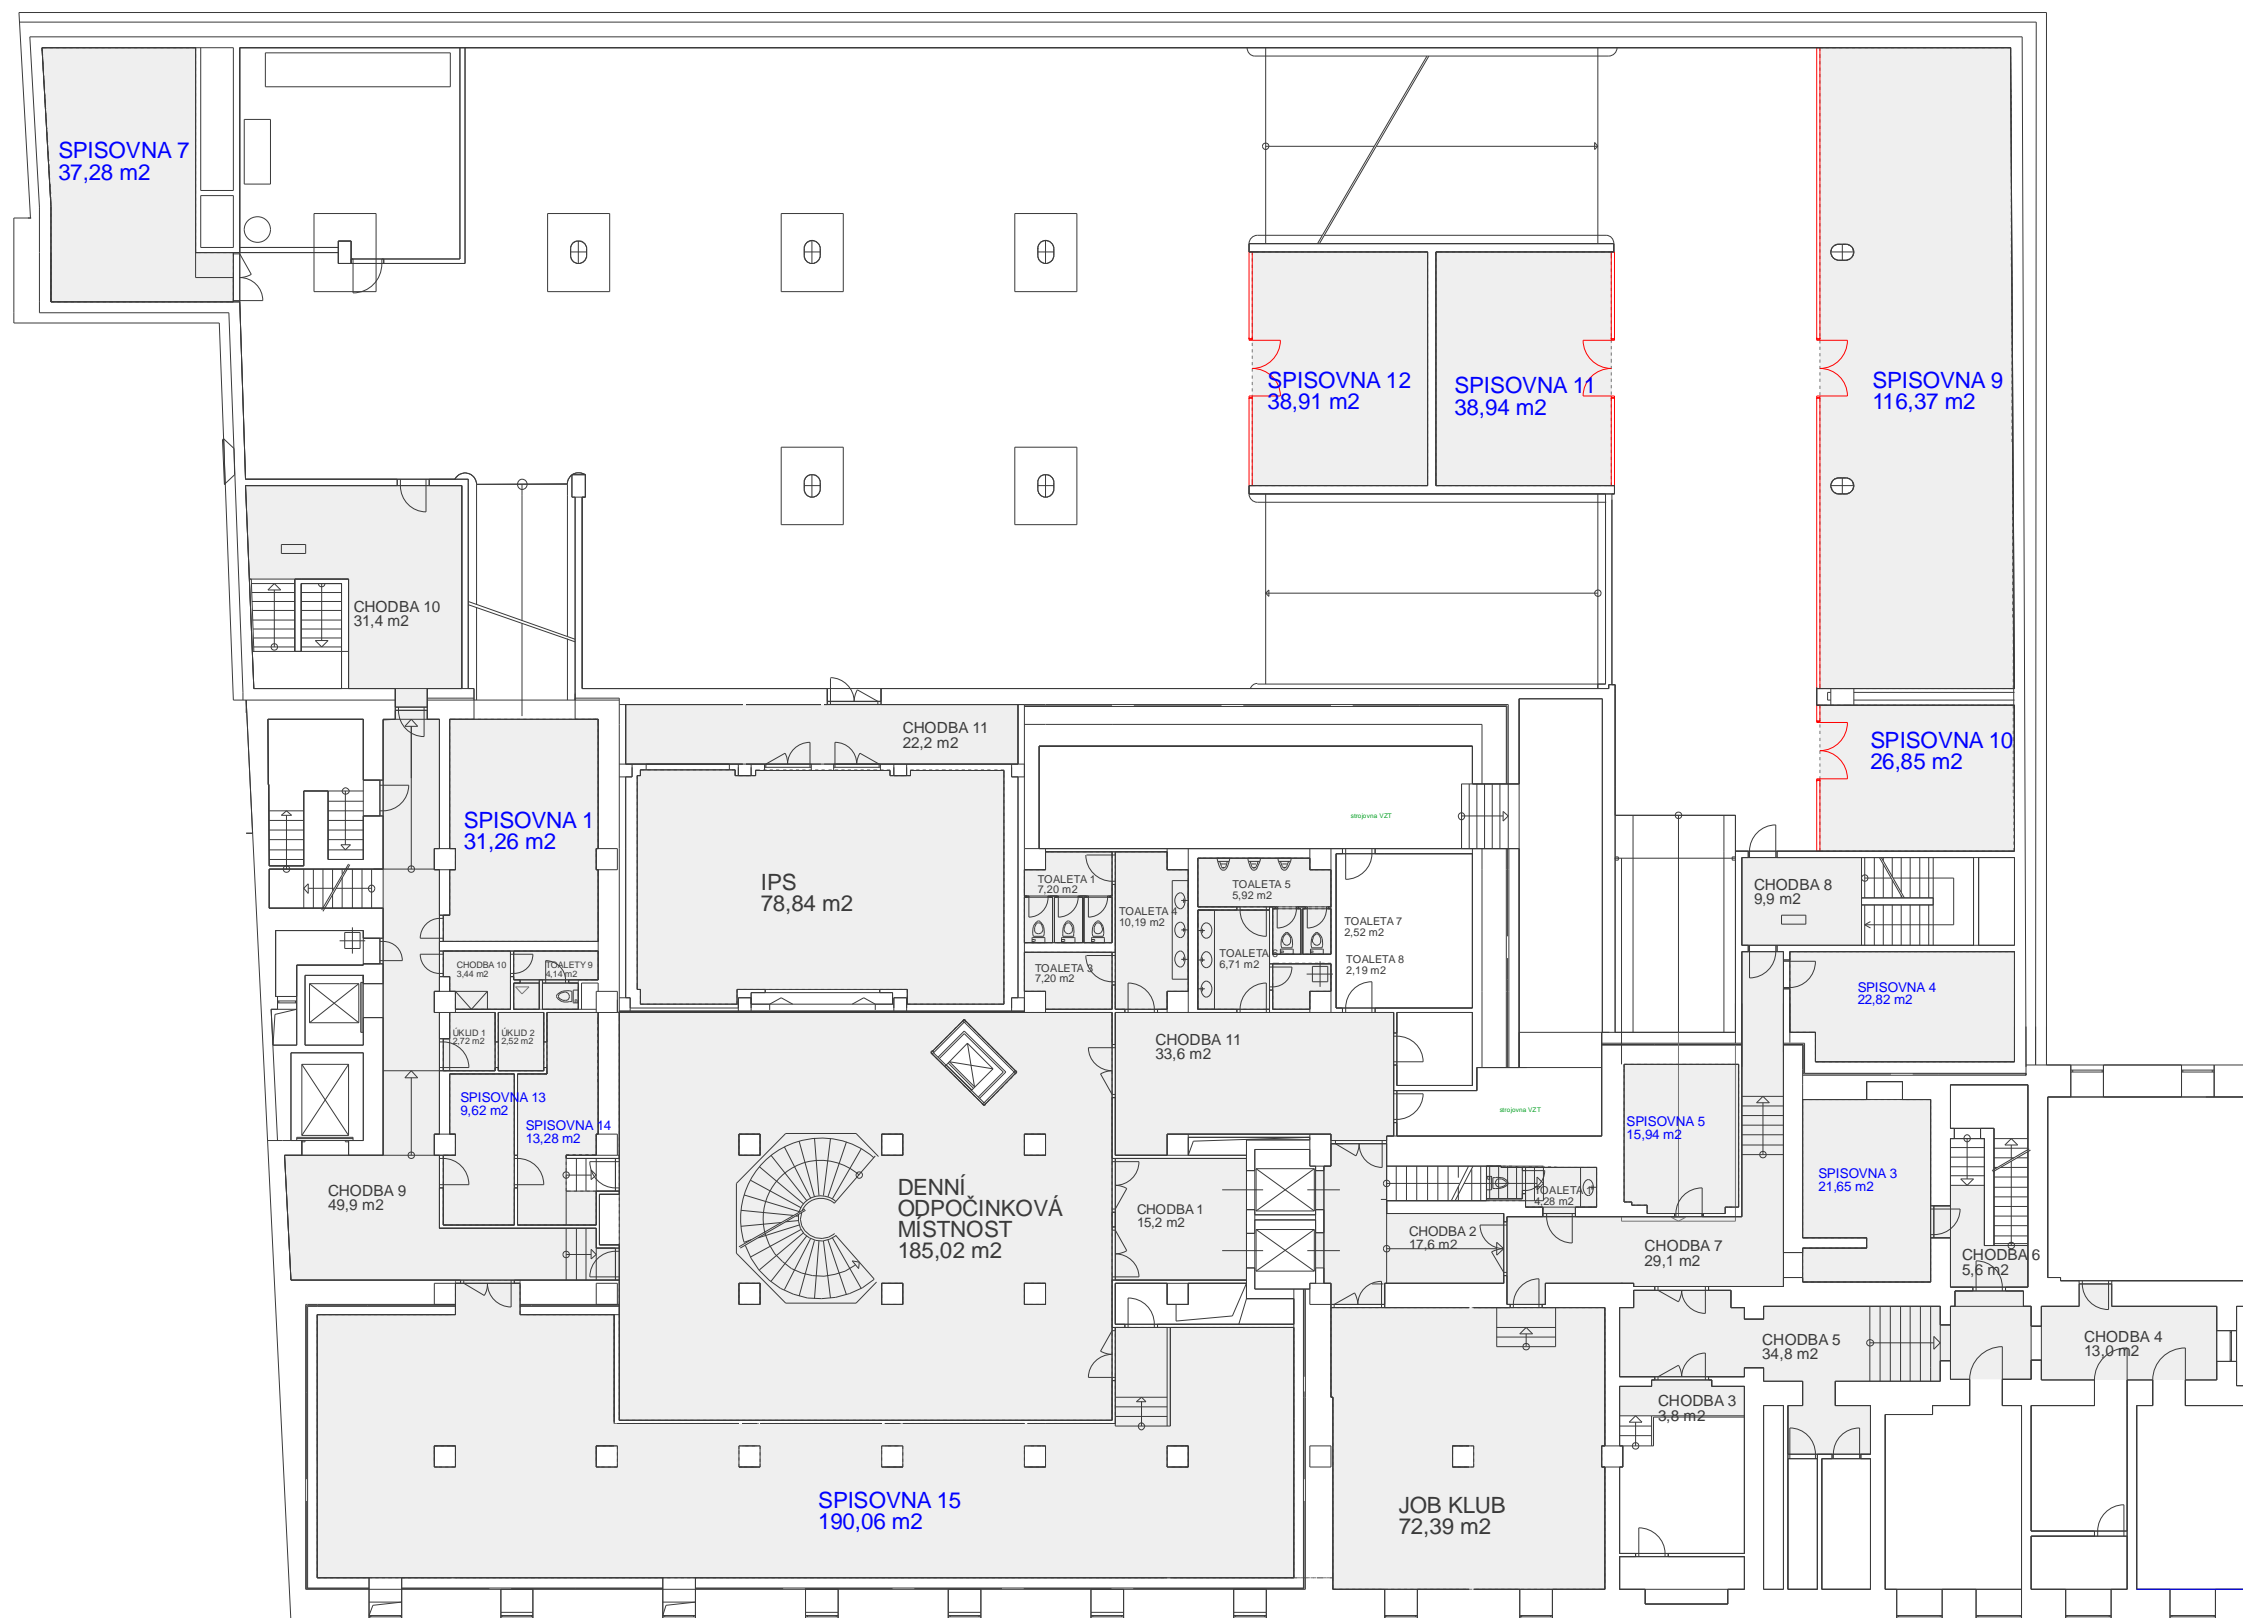 SPISOVNA 7
37,28 m2
SPISOVNA 12
38,91 m2
SPISOVNA 11
38,94 m2
SPISOVNA 9
116,37 m2
CHODBA 10
31,4 m2
CHODBA 11
22,2 m2
SPISOVNA 10
26,85 m2
SPISOVNA 1
31,26 m2
strojovna VZT
IPS
78,84 m2
TOALETA 1
7,20 m2
TOALETA 4
10,19 m2
TOALETA 5
5,92 m2
TOALETA 7
2,52 m2
CHODBA 8
9,9 m2
CHODBA 10
3,44 m2
TOALETY 9
4,14 m2
TOALETA 3
7,20 m2
TOALETA 6
6,71 m2
TOALETA 8
2,19 m2
SPISOVNA 4
22,82 m2
ÚKLID 1
2,72 m2
ÚKLID 2
2,52 m2
CHODBA 11
33,6 m2
SPISOVNA 13
9,62 m2
SPISOVNA 14
13,28 m2
strojovna VZT
SPISOVNA 5
15,94 m2
SPISOVNA 3
21,65 m2
CHODBA 9
49,9 m2
DENNÍ
ODPOČINKOVÁ
MÍSTNOST
185,02 m2
CHODBA 1
15,2 m2
TOALETA
4,28 m2
CHODBA 2
17,6 m2
CHODBA 7
29,1 m2
CHODBA 6
5,6 m2
CHODBA 5
34,8 m2
CHODBA 4
13,0 m2
CHODBA 3
3,8 m2
SPISOVNA 15
190,06 m2
JOB KLUB
72,39 m2